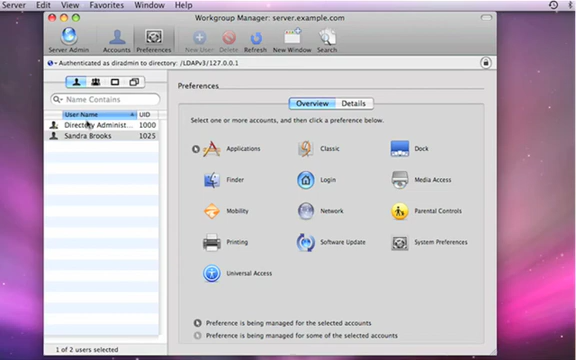 Server Edit View Favorites Window Help
Workgroup Manager: server.example.com
Server Admin Accounts Preferences New User Delete Refresh New Window Search
Authenticated as diradmin to directory: /LDAPv3/127.0.0.1
Name Contains
User Name UID
Directory Administ... 1000
Sandra Brooks 1025
1 of 2 users selected
Preferences
Overview Details
Select one or more accounts, and then click a preference below.
Applications Classic Dock
Finder Login Media Access
Mobility Network Parental Controls
Printing Software Update System Preferences
Universal Access
Preference is being managed for the selected accounts
Preference is being managed for some of the selected accounts